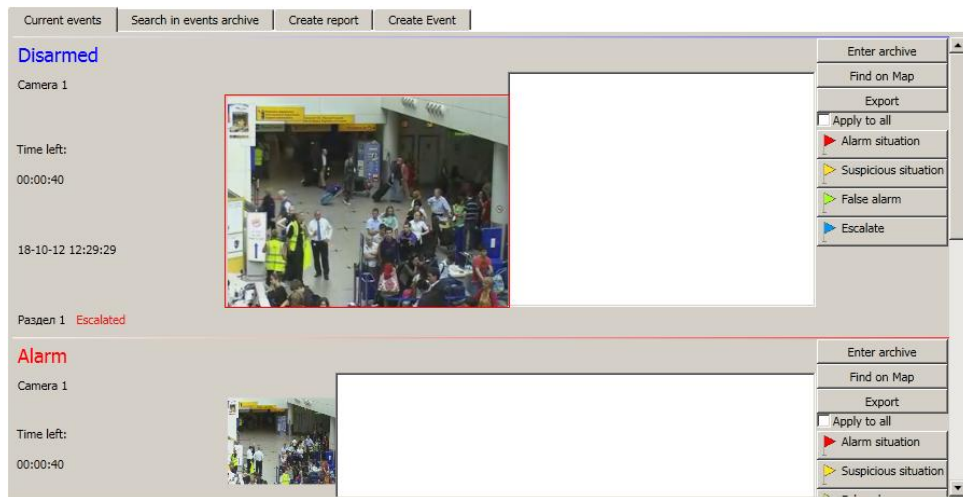 Current events
Search in events archive
Create report
Create Event
Disarmed
Camera 1
Time left:
00:00:40
18-10-12 12:29:29
Раздел 1 Escalated
Enter archive
Find on Map
Export
Apply to all
Alarm situation
Suspicious situation
False alarm
Escalate
Alarm
Camera 1
Time left:
00:00:40
Enter archive
Find on Map
Export
Apply to all
Alarm situation
Suspicious situation